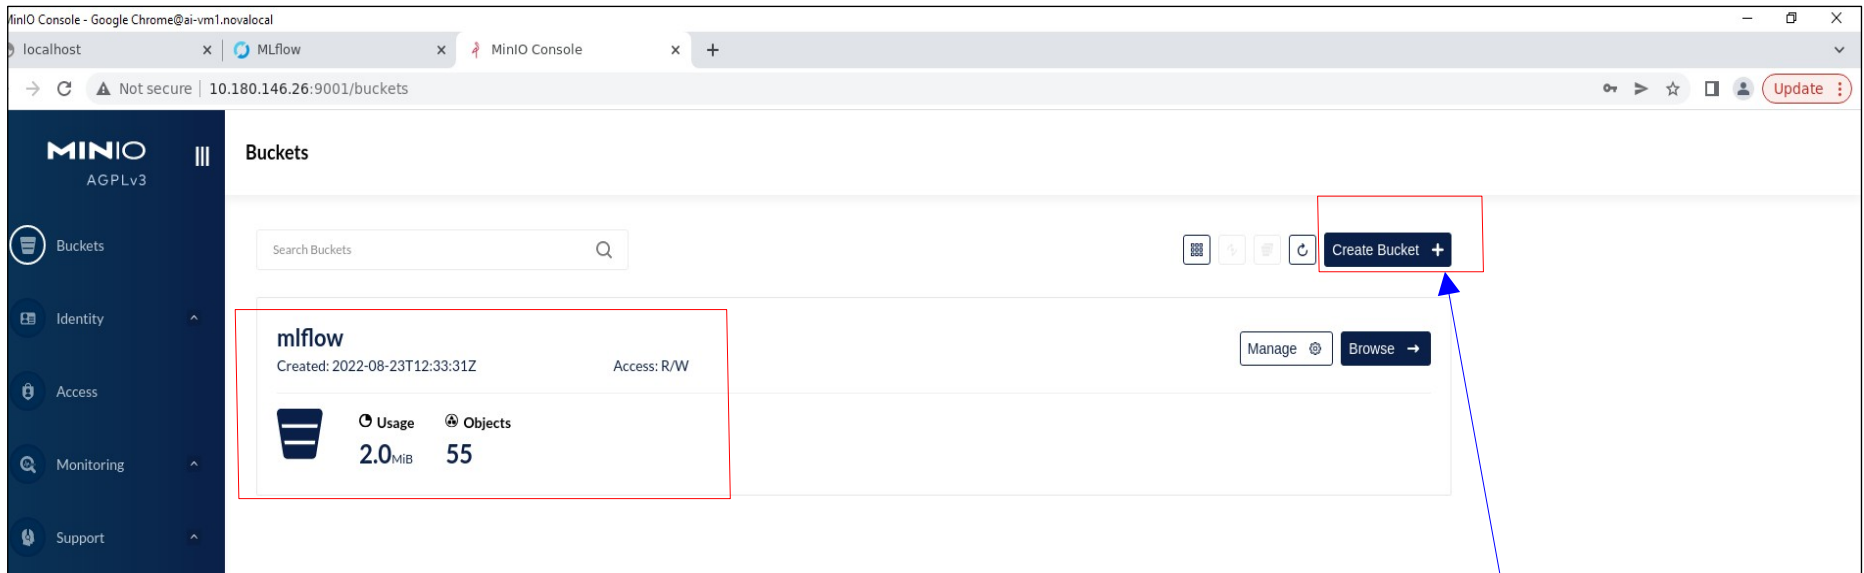 MinIO Console - Google Chrome@ai-vm1.novalocal
localhost
MLflow
MinIO Console
Not secure
10.180.146.26:9001/buckets
Update
MINIO
AGPLv3
Buckets
Buckets
Search Buckets
Create Bucket
Identity
mlflow
Created: 2022-08-23T12:33:31Z
Access: R/W
Manage
Browse
Access
Usage
Objects
2.0MiB
55
Monitoring
Support